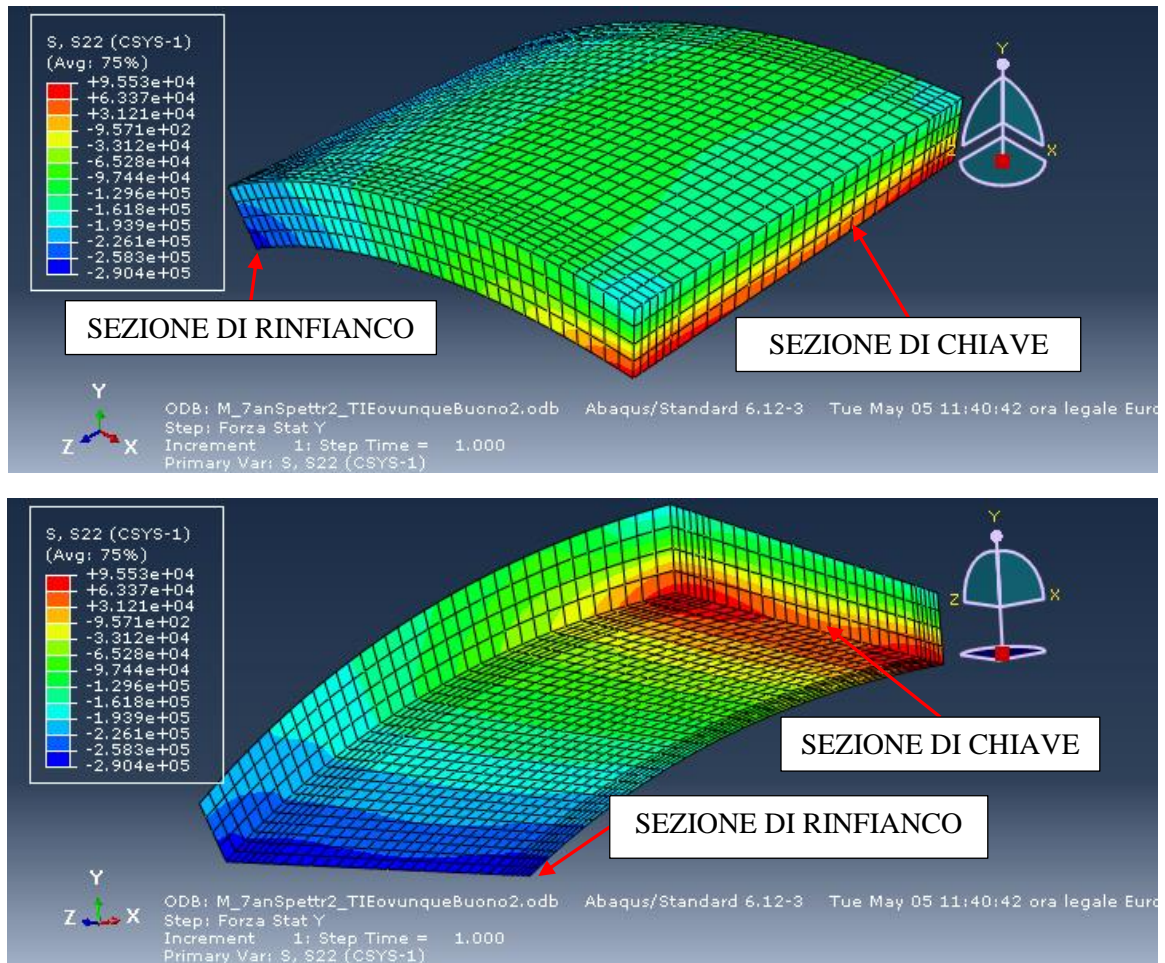 S, S22 (CSYS-1)
(Avg: 75%)
+9.553e+04
+6.337e+04
+3.121e+04
-9.571e+02
-3.312e+04
-6.528e+04
-9.744e+04
-1.296e+05
-1.618e+05
-1.939e+05
-2.261e+05
-2.583e+05
-2.904e+05
Y
X
SEZIONE DI RINFIANCO
SEZIONE DI CHIAVE
Y
Z X
ODB: M_7anSpettr2_TIEovunqueBuono2.odb Abaqus/Standard 6.12-3 Tue May 05 11:40:42 ora legale Euro
Step: Forza Stat Y
Increment 1: Step Time = 1.000
Primary Var: S, S22 (CSYS-1)
S, S22 (CSYS-1)
(Avg: 75%)
+9.553e+04
+6.337e+04
+3.121e+04
-9.571e+02
-3.312e+04
-6.528e+04
-9.744e+04
-1.296e+05
-1.618e+05
-1.939e+05
-2.261e+05
-2.583e+05
-2.904e+05
Y
Z X
SEZIONE DI CHIAVE
SEZIONE DI RINFIANCO
Y
Z X
ODB: M_7anSpettr2_TIEovunqueBuono2.odb Abaqus/Standard 6.12-3 Tue May 05 11:40:42 ora legale Euro
Step: Forza Stat Y
Increment 1: Step Time = 1.000
Primary Var: S, S22 (CSYS-1)